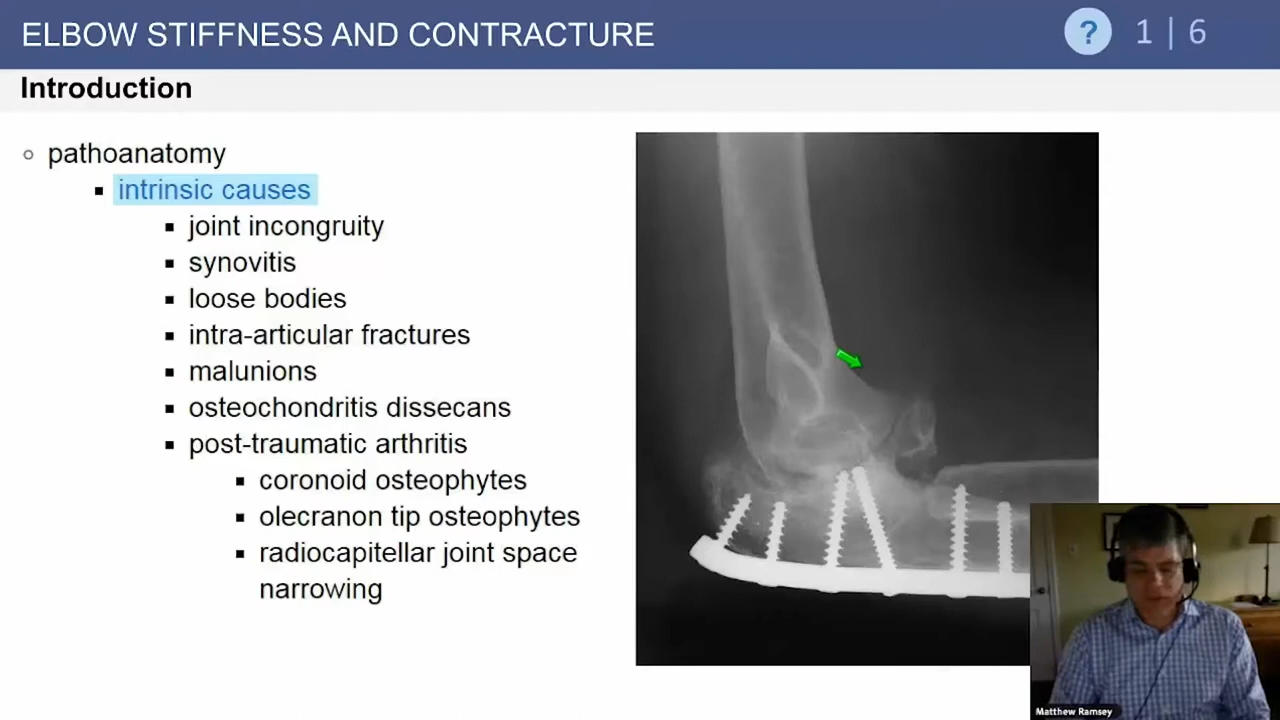 ELBOW STIFFNESS AND CONTRACTURE
? 1 | 6
Introduction
pathoanatomy
intrinsic causes
joint incongruity
synovitis
loose bodies
intra-articular fractures
malunions
osteochondritis dissecans
post-traumatic arthritis
coronoid osteophytes
olecranon tip osteophytes
radiocapitellar joint space
narrowing
Matthew Ramsey